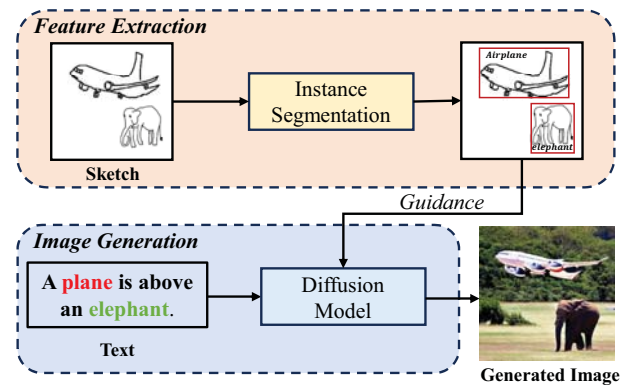 Feature Extraction
Airplane
Instance
Segmentation
elephant
Sketch
Guidance
Image Generation
A plane is above
an elephant.
Diffusion
Model
Text
Generated Image